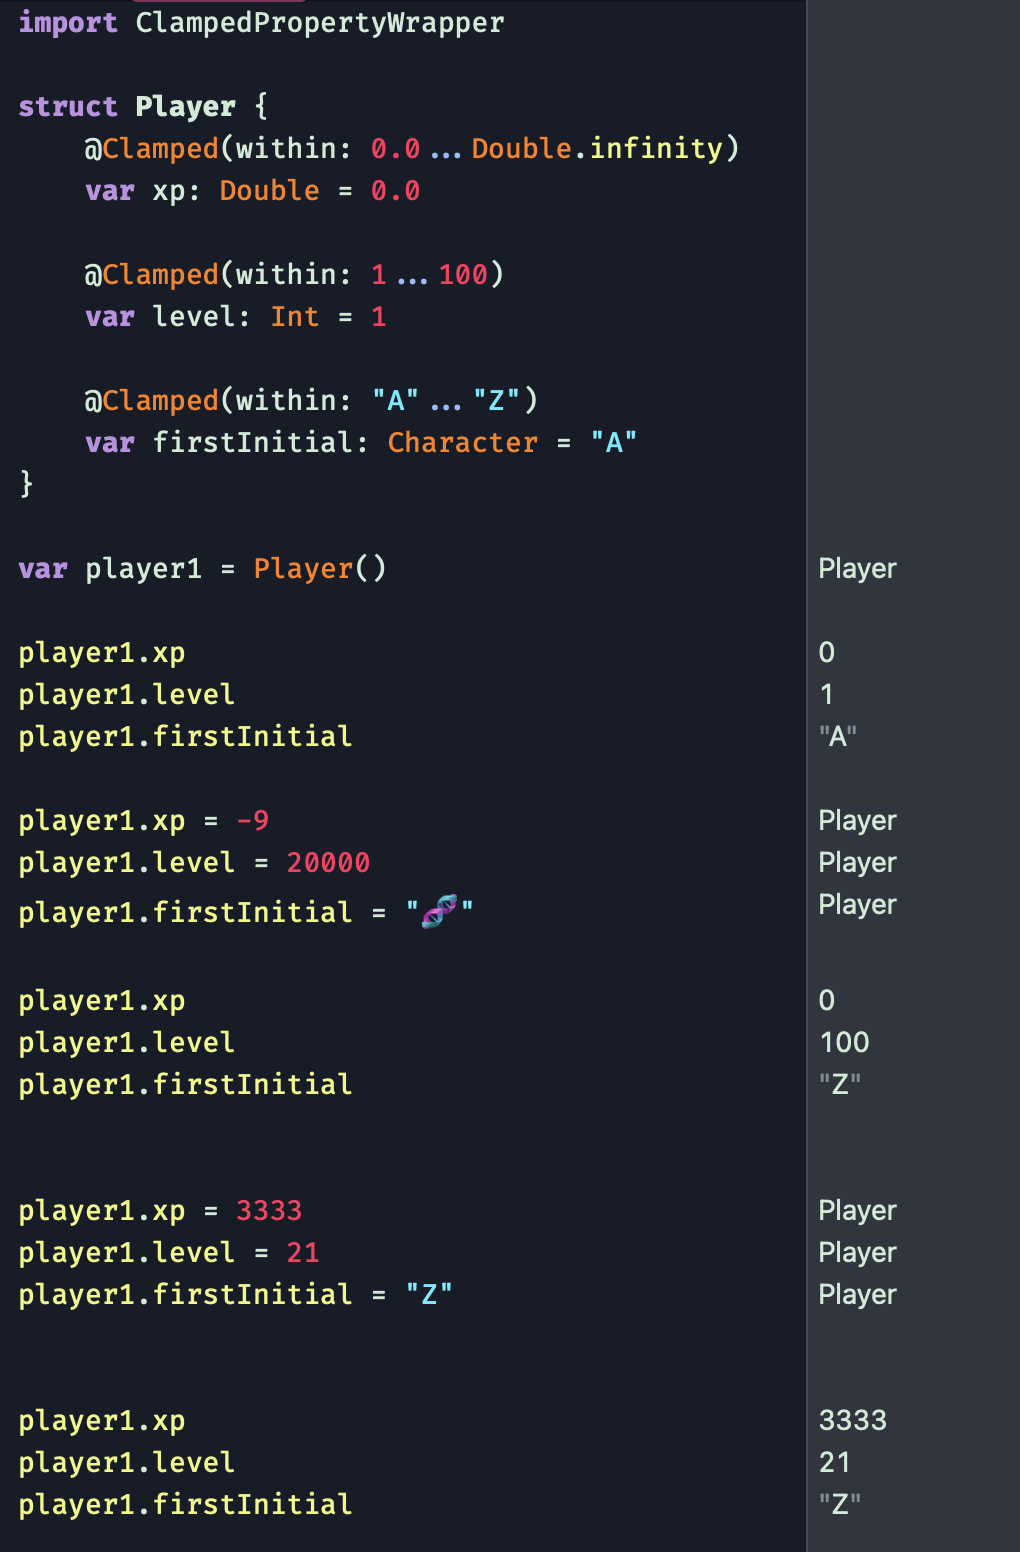 import ClampedPropertyWrapper
struct Player {
    @Clamped(within: 0.0...Double.infinity)
    var xp: Double = 0.0
    @Clamped(within: 1...100)
    var level: Int = 1
    @Clamped(within: "A"..."Z")
    var firstInitial: Character = "A"
}
var player1 = Player() Player
player1.xp 0
player1.level 1
player1.firstInitial "A"
player1.xp = -9 Player
player1.level = 20000 Player
player1.firstInitial = "🧬" Player
player1.xp 0
player1.level 100
player1.firstInitial "Z"
player1.xp = 3333 Player
player1.level = 21 Player
player1.firstInitial = "Z" Player
player1.xp 3333
player1.level 21
player1.firstInitial "Z"